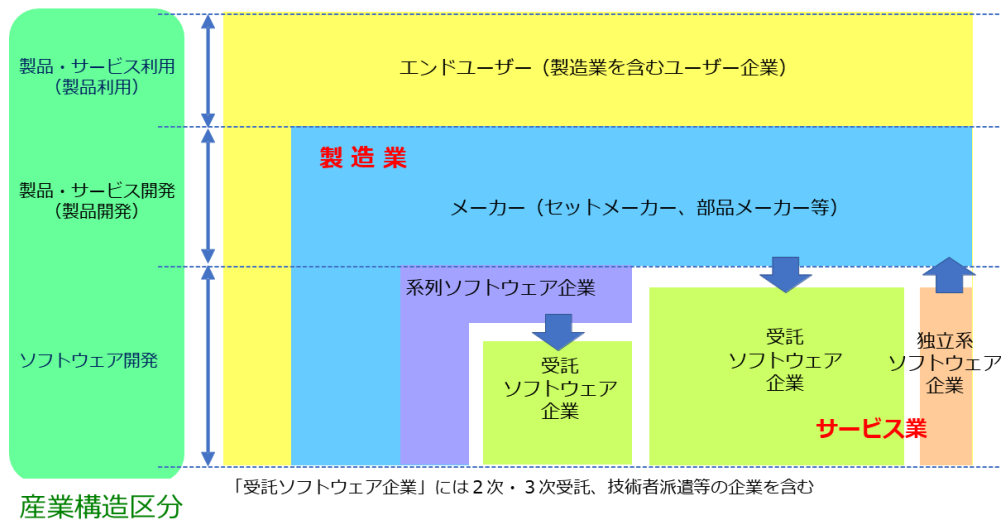 製品・サービス利用
（製品利用）
エンドユーザー（製造業を含むユーザー企業）
製 造 業
製品・サービス開発
（製品開発）
メーカー（セットメーカー、部品メーカー等）
系列ソフトウェア企業
ソフトウェア開発
受託
ソフトウェア
企業
受託
ソフトウェア
企業
独立系
ソフトウェア
企業
サービス業
「受託ソフトウェア企業」には２次・３次受託、技術者派遣等の企業を含む
産業構造区分